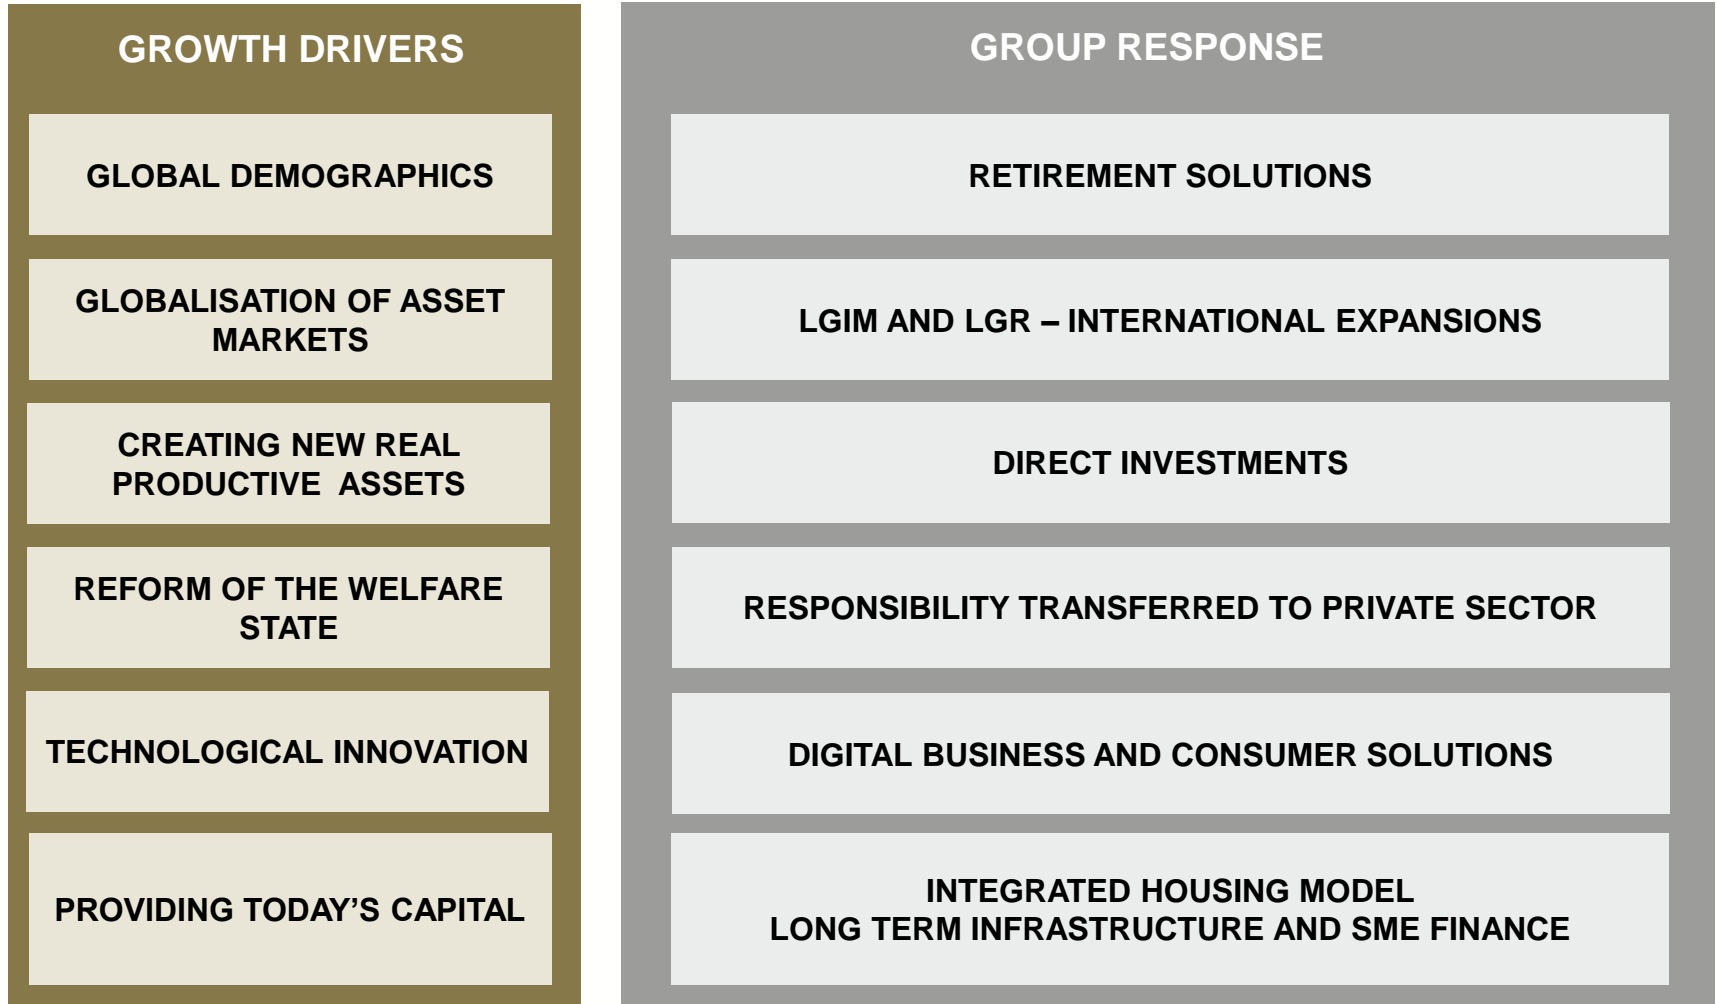 GROWTH DRIVERS
GLOBAL DEMOGRAPHICS
GLOBALISATION OF ASSET
MARKETS
CREATING NEW REAL
PRODUCTIVE ASSETS
REFORM OF THE WELFARE
STATE
TECHNOLOGICAL INNOVATION
PROVIDING TODAY’S CAPITAL
GROUP RESPONSE
RETIREMENT SOLUTIONS
LGIM AND LGR – INTERNATIONAL EXPANSIONS
DIRECT INVESTMENTS
RESPONSIBILITY TRANSFERRED TO PRIVATE SECTOR
DIGITAL BUSINESS AND CONSUMER SOLUTIONS
INTEGRATED HOUSING MODEL
LONG TERM INFRASTRUCTURE AND SME FINANCE